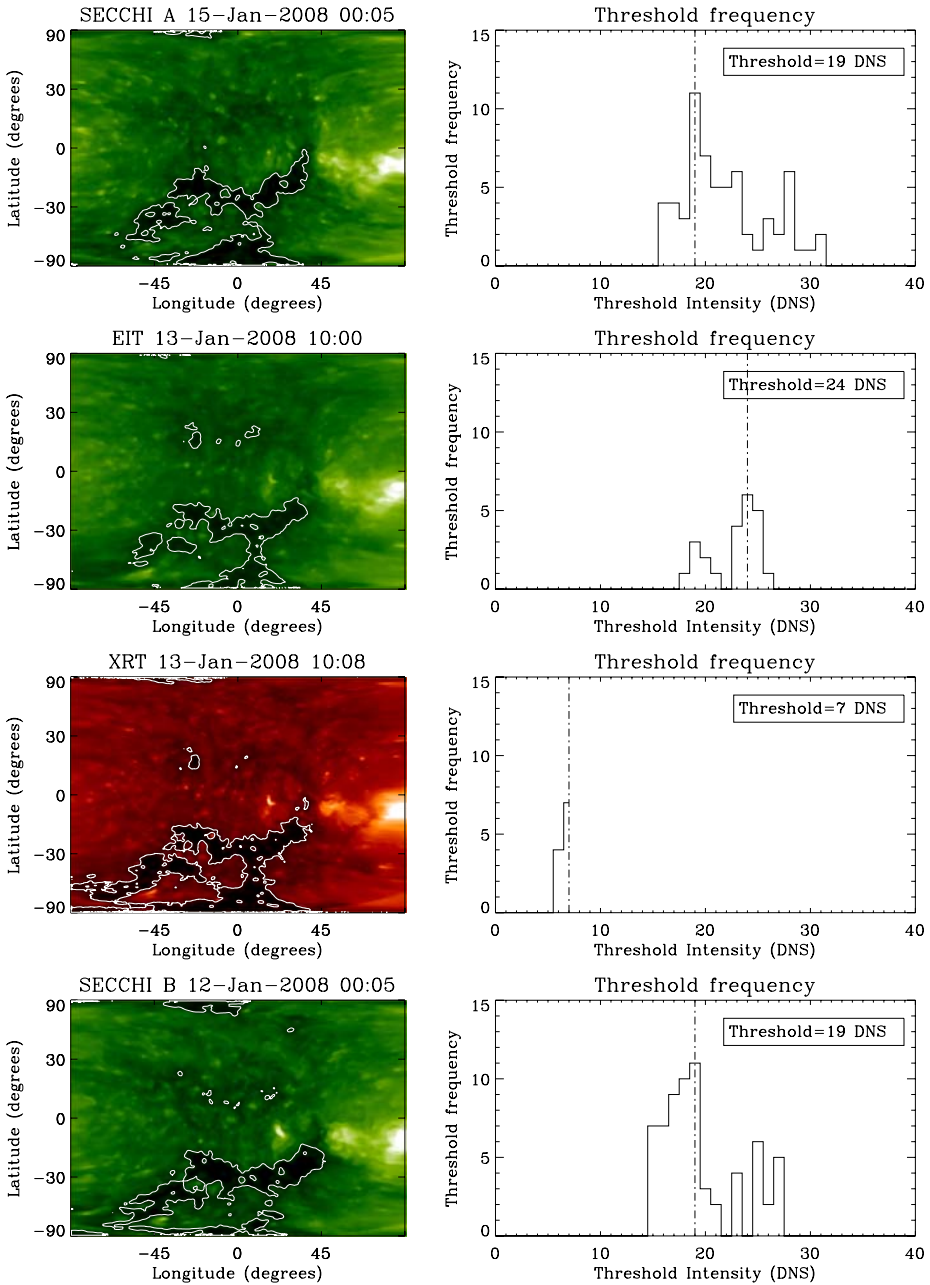 SECCHI A 15-Jan-2008 00:05
Threshold frequency
90
30
0
-30
-90
Latitude (degrees)
-45 0 45
Longitude (degrees)
15
10
5
0
Threshold frequency
Threshold=19 DNS
0 10 20 30 40
Threshold Intensity (DNS)
EIT 13-Jan-2008 10:00
Threshold frequency
90
30
0
-30
-90
Latitude (degrees)
-45 0 45
Longitude (degrees)
15
10
5
0
Threshold frequency
Threshold=24 DNS
0 10 20 30 40
Threshold Intensity (DNS)
XRT 13-Jan-2008 10:08
Threshold frequency
90
30
0
-30
-90
Latitude (degrees)
-45 0 45
Longitude (degrees)
15
10
5
0
Threshold frequency
Threshold=7 DNS
0 10 20 30 40
Threshold Intensity (DNS)
SECCHI B 12-Jan-2008 00:05
Threshold frequency
90
30
0
-30
-90
Latitude (degrees)
-45 0 45
Longitude (degrees)
15
10
5
0
Threshold frequency
Threshold=19 DNS
0 10 20 30 40
Threshold Intensity (DNS)